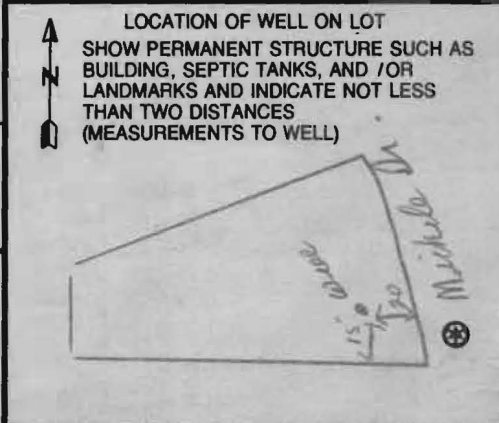 LOCATION OF WELL ON LOT
SHOW PERMANENT STRUCTURE SUCH AS
N
BUILDING, SEPTIC TANKS, AND / OR
LANDMARKS AND INDICATE NOT LESS
THAN TWO DISTANCES
(MEASUREMENTS TO WELL)
Michele Dr.
15'
20